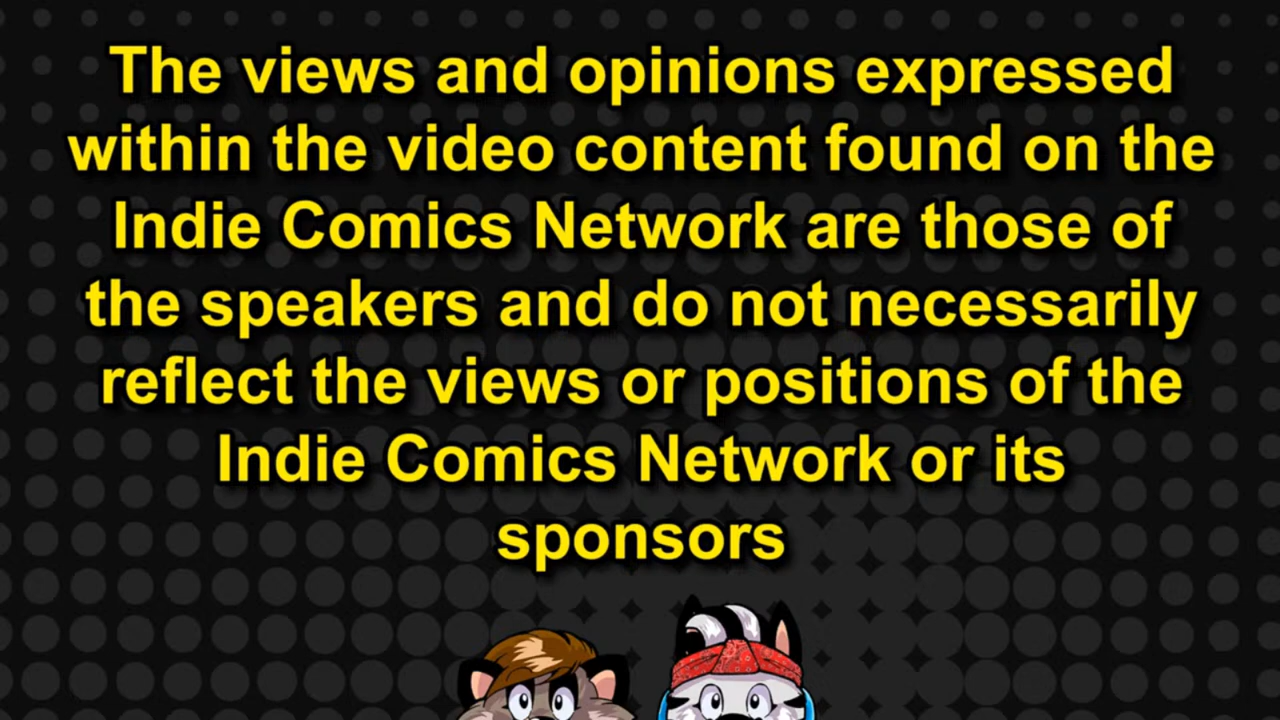 The views and opinions expressed
within the video content found on the
Indie Comics Network are those of
the speakers and do not necessarily
reflect the views or positions of the
Indie Comics Network or its
sponsors